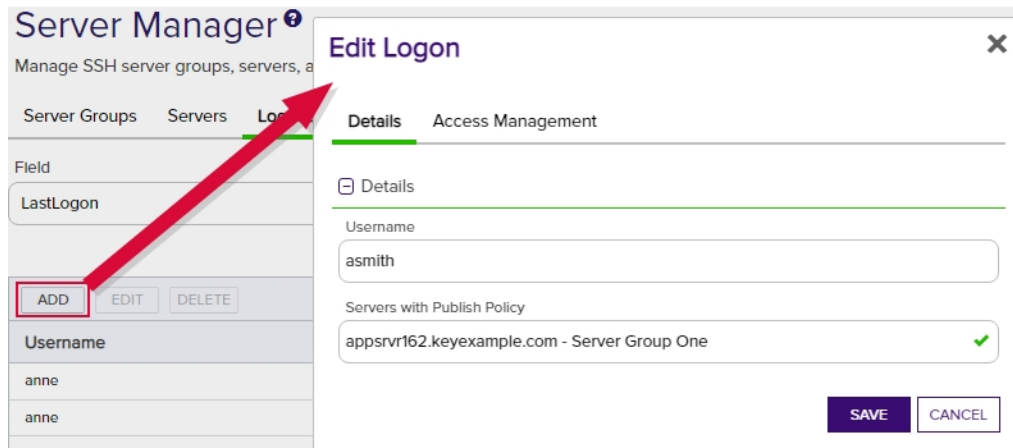 Server Manager
Manage SSH server groups, servers, a
Server Groups Servers Lo
Field
LastLogon
ADD EDIT DELETE
Username
anne
anne
Edit Logon
Details Access Management
Details
Username
asmith
Servers with Publish Policy
appsrvr162.keyexample.com - Server Group One
SAVE CANCEL